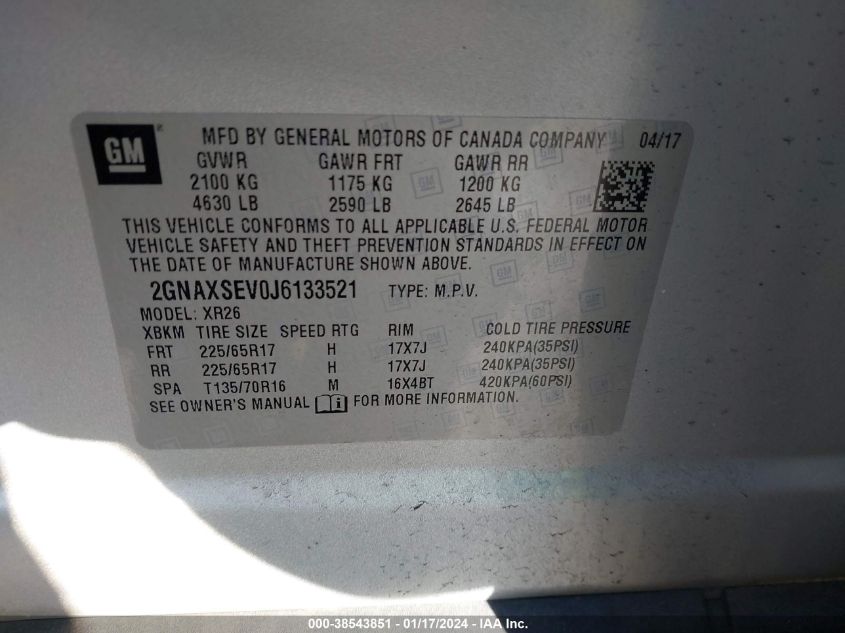 GM MFD BY GENERAL MOTORS OF CANADA COMPANY 04/17
GVWR GAWR FRT GAWR RR
2100 KG 1175 KG 1200 KG
4630 LB 2590 LB 2645 LB
THIS VEHICLE CONFORMS TO ALL APPLICABLE U.S. FEDERAL MOTOR
VEHICLE SAFETY AND THEFT PREVENTION STANDARDS IN EFFECT ON
THE DATE OF MANUFACTURE SHOWN ABOVE.
2GNAXSEV0J6133521 TYPE: M.P.V.
MODEL: XR26
XBKM TIRE SIZE SPEED RTG RIM COLD TIRE PRESSURE
FRT 225/65R17 H 17X7J 240KPA(35PSI)
RR 225/65R17 H 17X7J 240KPA(35PSI)
SPA T135/70R16 M 16X4BT 420KPA(60PSI)
SEE OWNER'S MANUAL i FOR MORE INFORMATION.
000-38543851 - 01/17/2024 - IAAI INC.